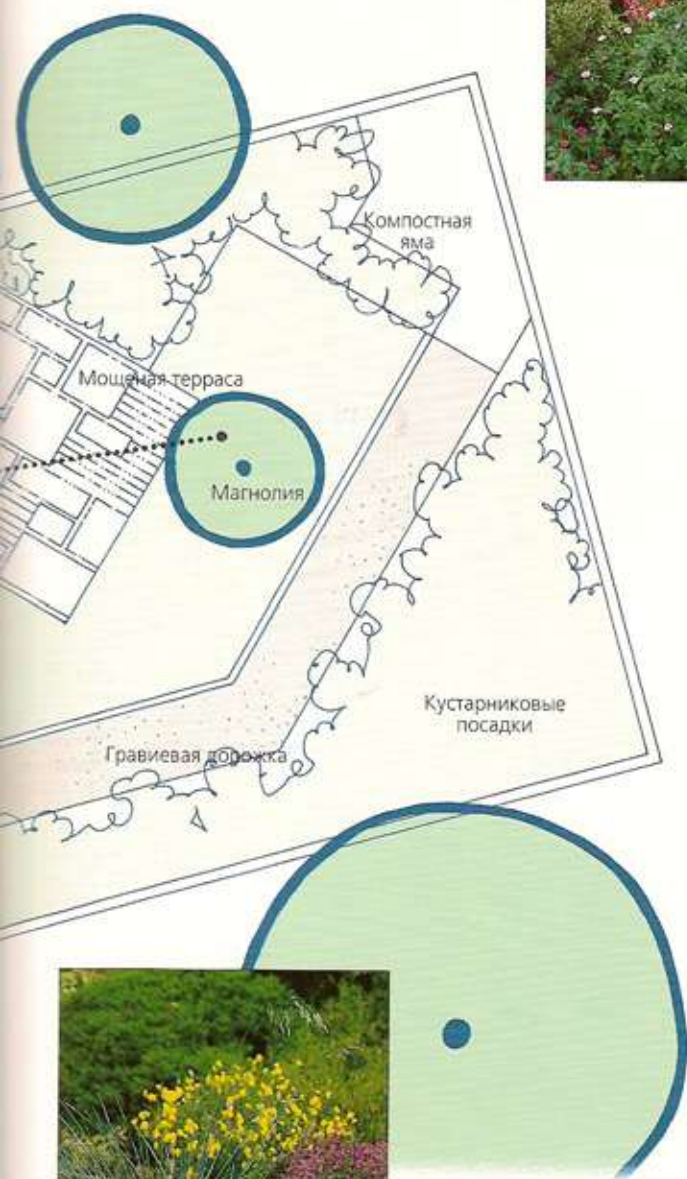 Компостная
яма
Мощеная терраса
Магнолия
Кустарниковые
посадки
Гравиевая дорожка